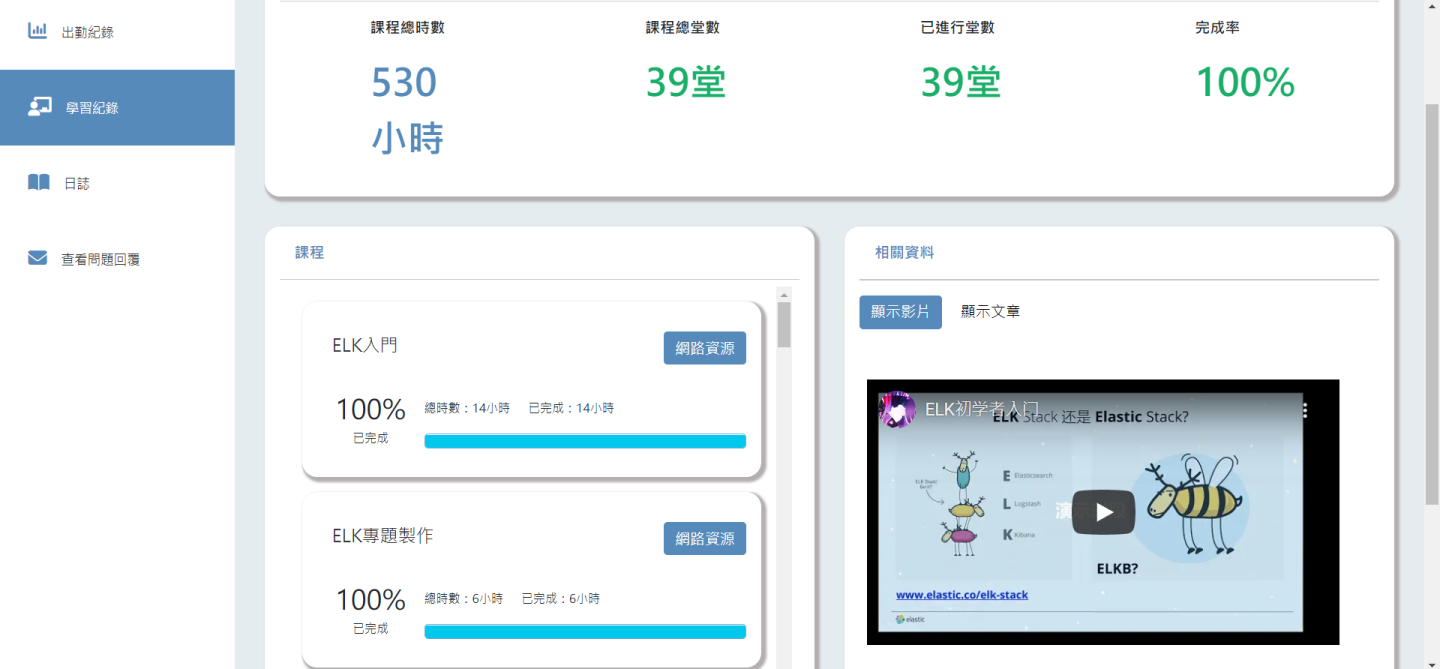 出勤紀錄
學習紀錄
日誌
查看問題回覆
課程總時數
530
小時
課程總堂數
39堂
已進行堂數
39堂
完成率
100%
課程
ELK入門
網路資源
100%
已完成
總時數：14小時 已完成：14小時
ELK專題製作
網路資源
100%
已完成
總時數：6小時 已完成：6小時
相關資料
顯示影片
顯示文章
ELK初学者入门
ELK Stack 还是 Elastic Stack?
E Elasticsearch
L Logstash
K Kibana
ELKB?
www.elastic.co/elk-stack
elastic